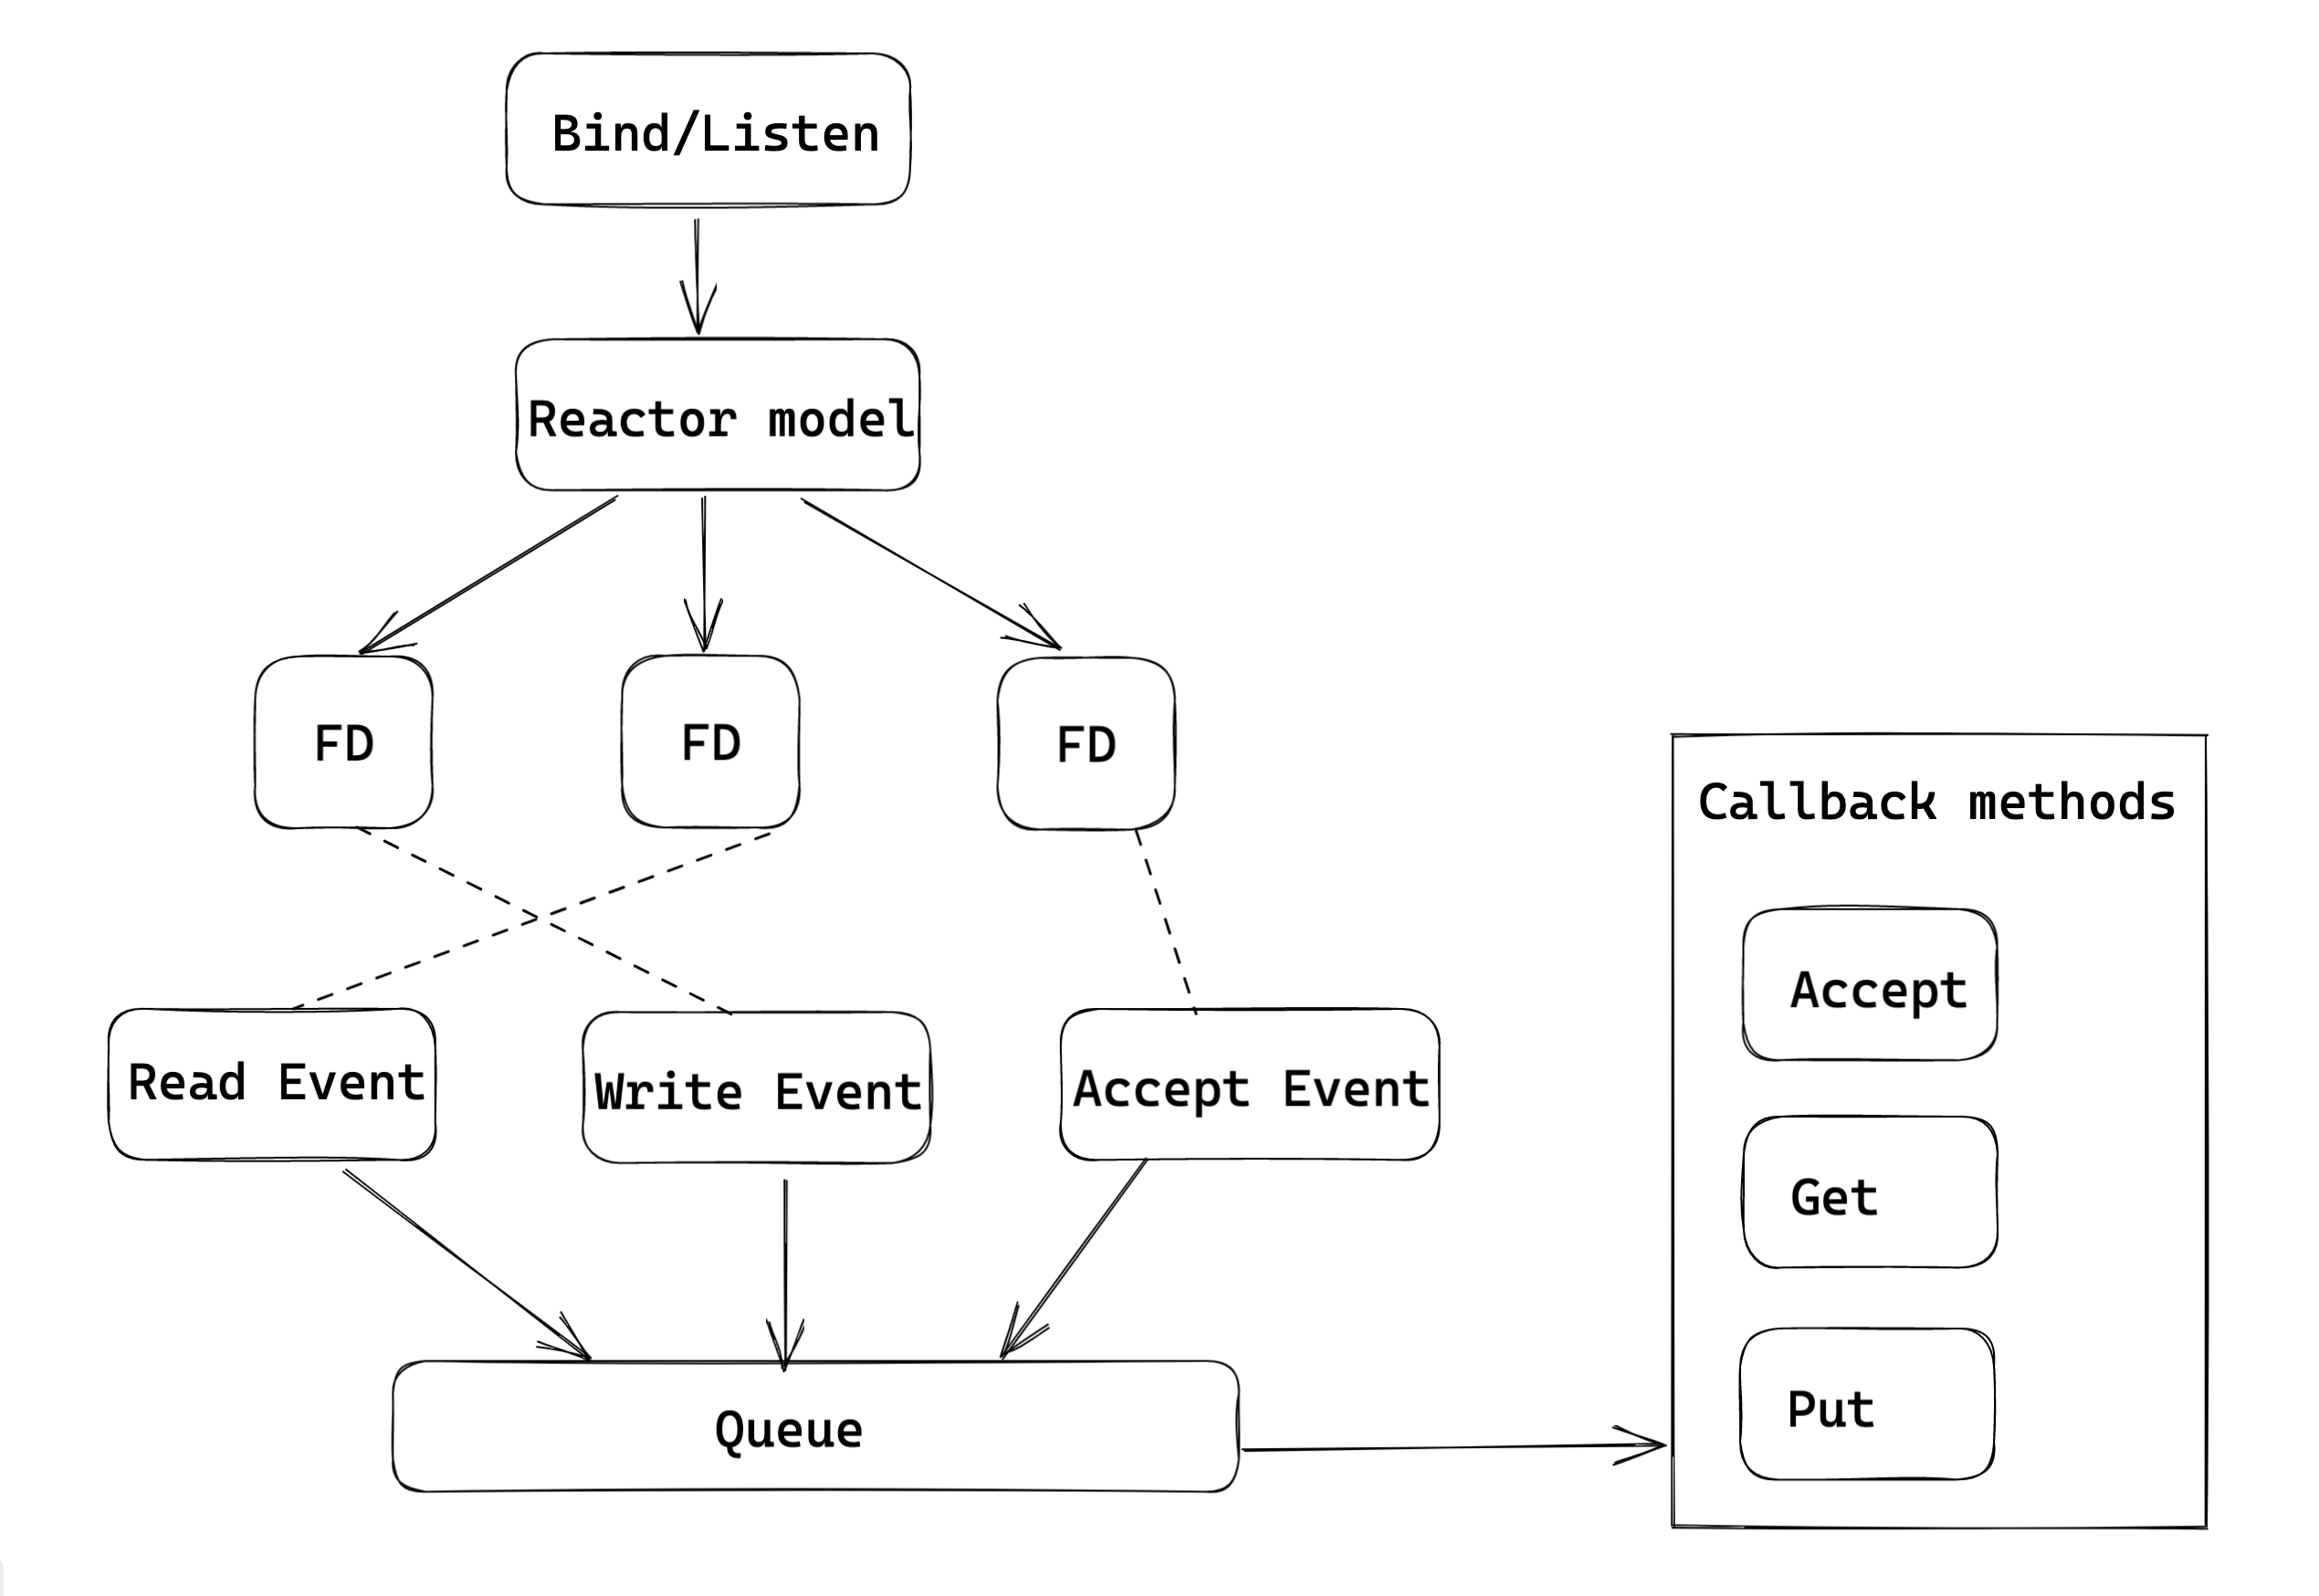 Bind/Listen
Reactor model
FD
FD
FD
Read Event
Write Event
Accept Event
Queue
Callback methods
Accept
Get
Put